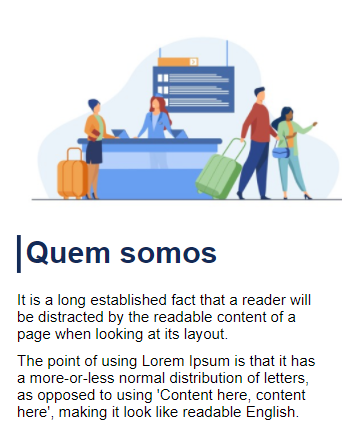 Quem somos
It is a long established fact that a reader will
be distracted by the readable content of a
page when looking at its layout.
The point of using Lorem Ipsum is that it has
a more-or-less normal distribution of letters,
as opposed to using 'Content here, content
here', making it look like readable English.